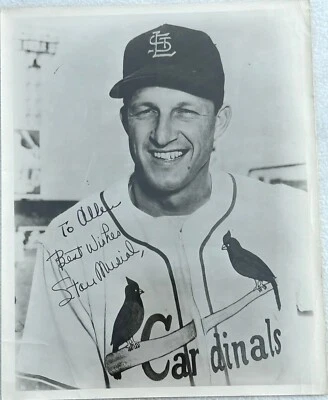 STL
To Allen
Best Wishes
Stan Musial,
Cardinals